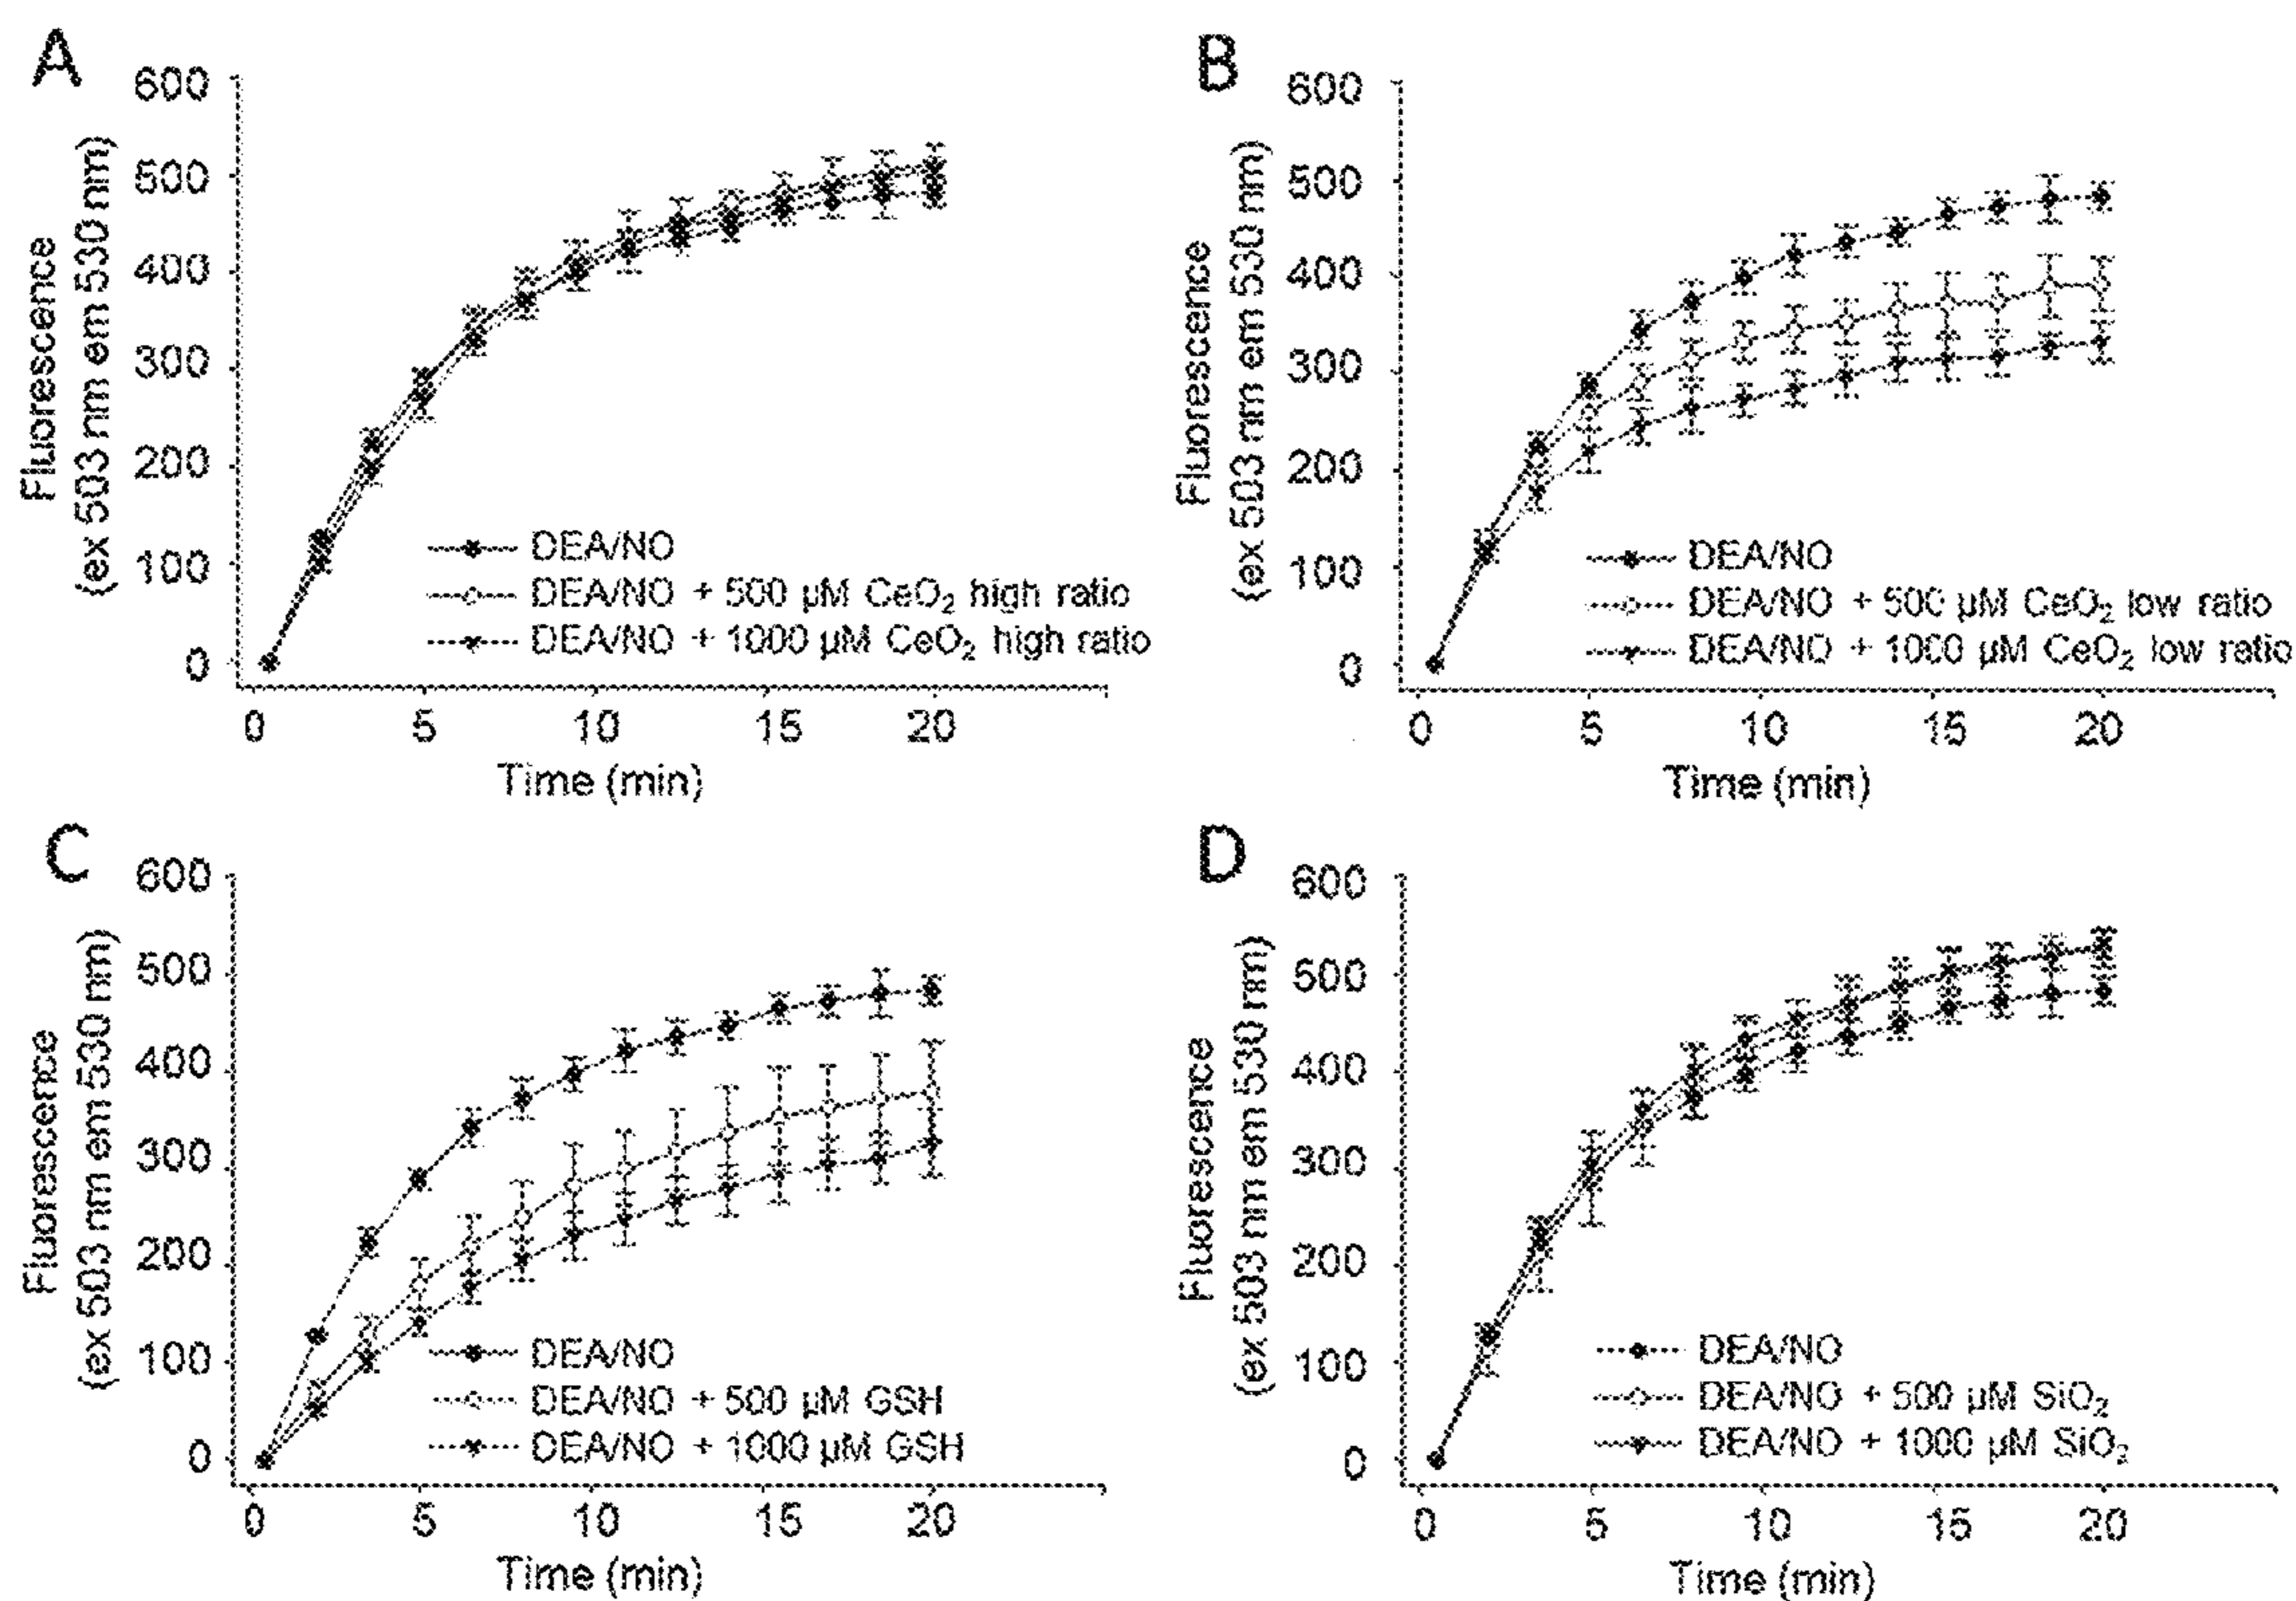 A
600
500
400
300
200
100
0
Fluorescence
(ex 503 nm em 530 nm)
DEA/NO
DEA/NO + 500 µM CeO₂ high ratio
DEA/NO + 1000 µM CeO₂ high ratio
0 5 10 15 20
Time (min)
B
600
500
400
300
200
100
0
Fluorescence
(ex 503 nm em 530 nm)
DEA/NO
DEA/NO + 500 µM CeO₂ low ratio
DEA/NO + 1000 µM CeO₂ low ratio
0 5 10 15 20
Time (min)
C
600
500
400
300
200
100
0
Fluorescence
(ex 503 nm em 530 nm)
DEA/NO
DEA/NO + 500 µM GSH
DEA/NO + 1000 µM GSH
0 5 10 15 20
Time (min)
D
600
500
400
300
200
100
0
Fluorescence
(ex 503 nm em 530 nm)
DEA/NO
DEA/NO + 500 µM SiO₂
DEA/NO + 1000 µM SiO₂
0 5 10 15 20
Time (min)